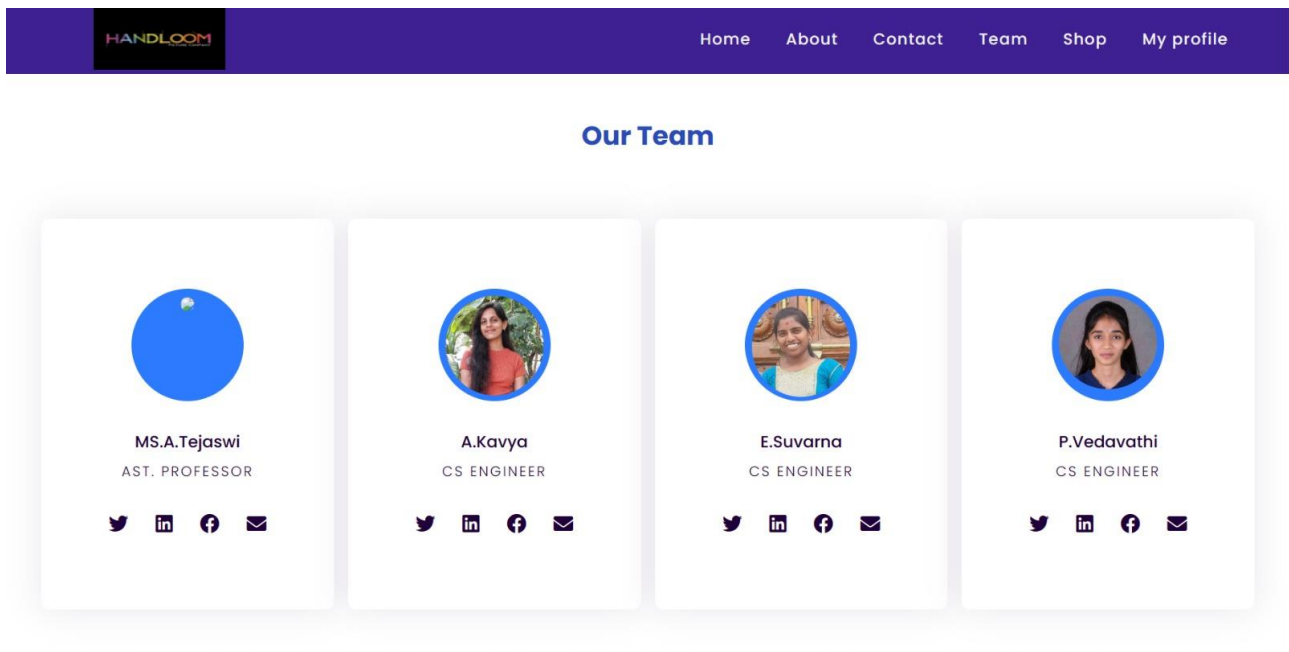 HANDLOOM
Home About Contact Team Shop My profile
Our Team
MS.A.Tejaswi
AST. PROFESSOR
A.Kavya
CS ENGINEER
E.Suvarna
CS ENGINEER
P.Vedavathi
CS ENGINEER